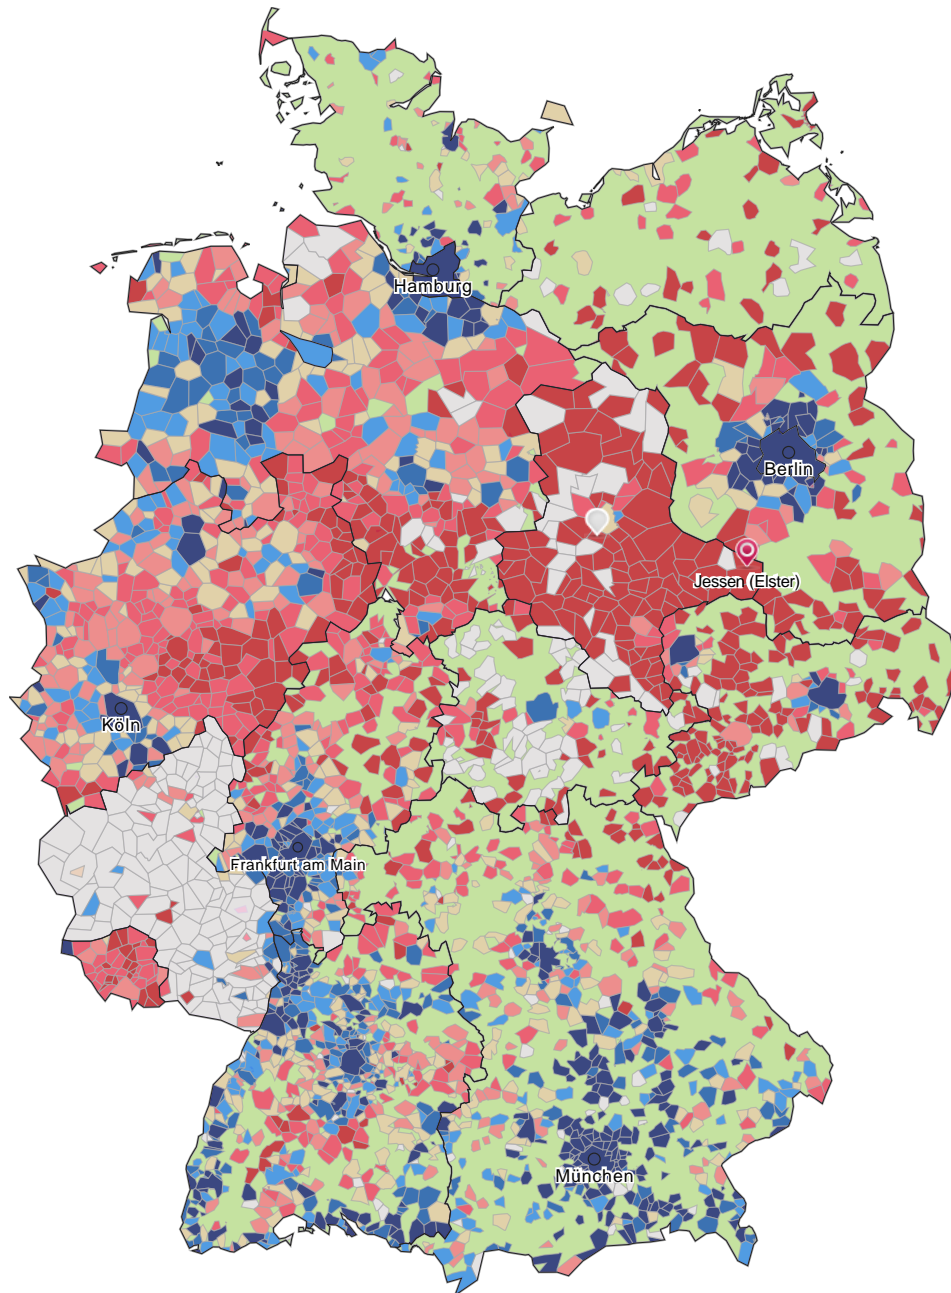 Hamburg
Berlin
Jessen (Elster)
Köln
Frankfurt am Main
München